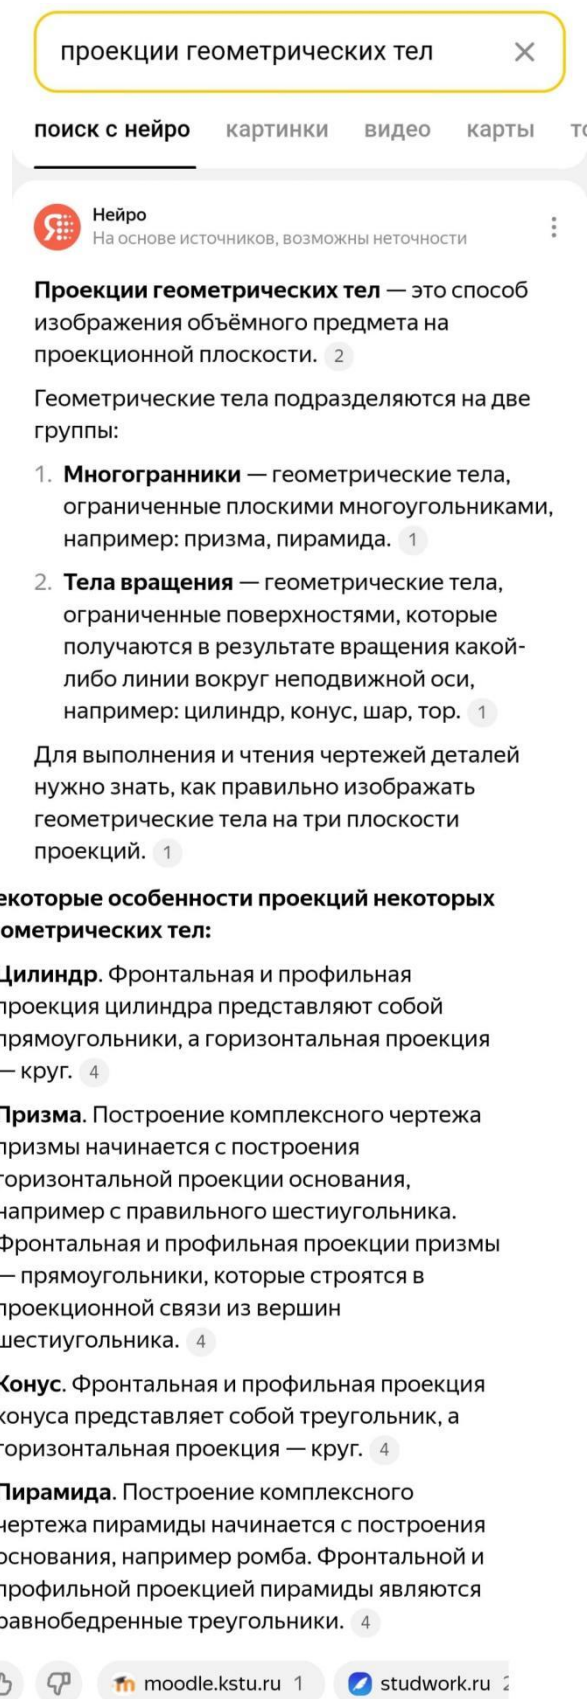 проекции геометрических тел
поиск с нейро картинки видео карты то
Нейро
На основе источников, возможны неточности
Проекции геометрических тел — это способ
изображения объёмного предмета на
проекционной плоскости. 2
Геометрические тела подразделяются на две
группы:
1. Многогранники — геометрические тела,
ограниченные плоскими многоугольниками,
например: призма, пирамида. 1
2. Тела вращения — геометрические тела,
ограниченные поверхностями, которые
получаются в результате вращения какой-
либо линии вокруг неподвижной оси,
например: цилиндр, конус, шар, тор. 1
Для выполнения и чтения чертежей деталей
нужно знать, как правильно изображать
геометрические тела на три плоскости
проекций. 1
екоторые особенности проекций некоторых
ометрических тел:
Цилиндр. Фронтальная и профильная
проекция цилиндра представляют собой
прямоугольники, а горизонтальная проекция
— круг. 4
Призма. Построение комплексного чертежа
призмы начинается с построения
горизонтальной проекции основания,
например с правильного шестиугольника.
Фронтальная и профильная проекции призмы
— прямоугольники, которые строятся в
проекционной связи из вершин
шестиугольника. 4
Конус. Фронтальная и профильная проекция
конуса представляет собой треугольник, а
горизонтальная проекция — круг. 4
Пирамида. Построение комплексного
чертежа пирамиды начинается с построения
основания, например ромба. Фронтальной и
профильной проекцией пирамиды являются
равнобедренные треугольники. 4
moodle.kstu.ru 1 studwork.ru 2